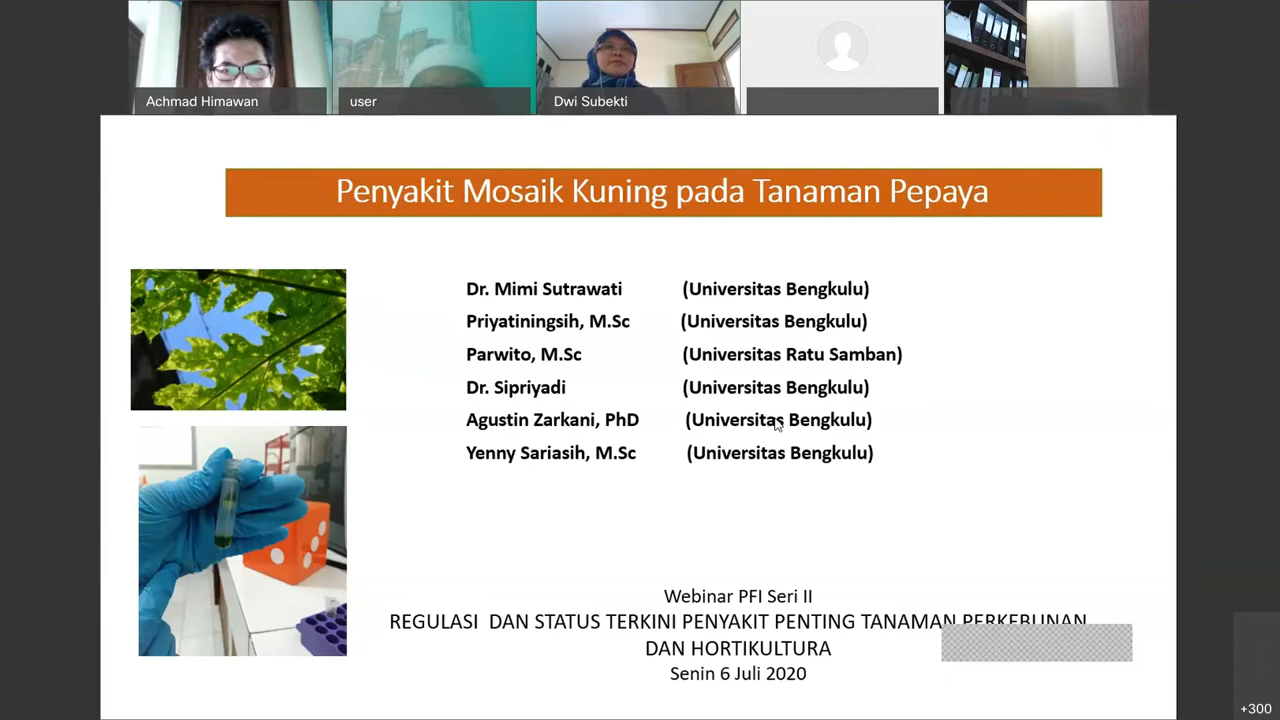 Achmad Himawan
user
Dwi Subekti
Penyakit Mosaik Kuning pada Tanaman Pepaya
Dr. Mimi Sutrawati (Universitas Bengkulu)
Priyatiningsih, M.Sc (Universitas Bengkulu)
Parwito, M.Sc (Universitas Ratu Samban)
Dr. Sipriyadi (Universitas Bengkulu)
Agustin Zarkani, PhD (Universitas Bengkulu)
Yenny Sariasih, M.Sc (Universitas Bengkulu)
Webinar PFI Seri II
REGULASI DAN STATUS TERKINI PENYAKIT PENTING TANAMAN PERKEBUNAN
DAN HORTIKULTURA
Senin 6 Juli 2020
+300